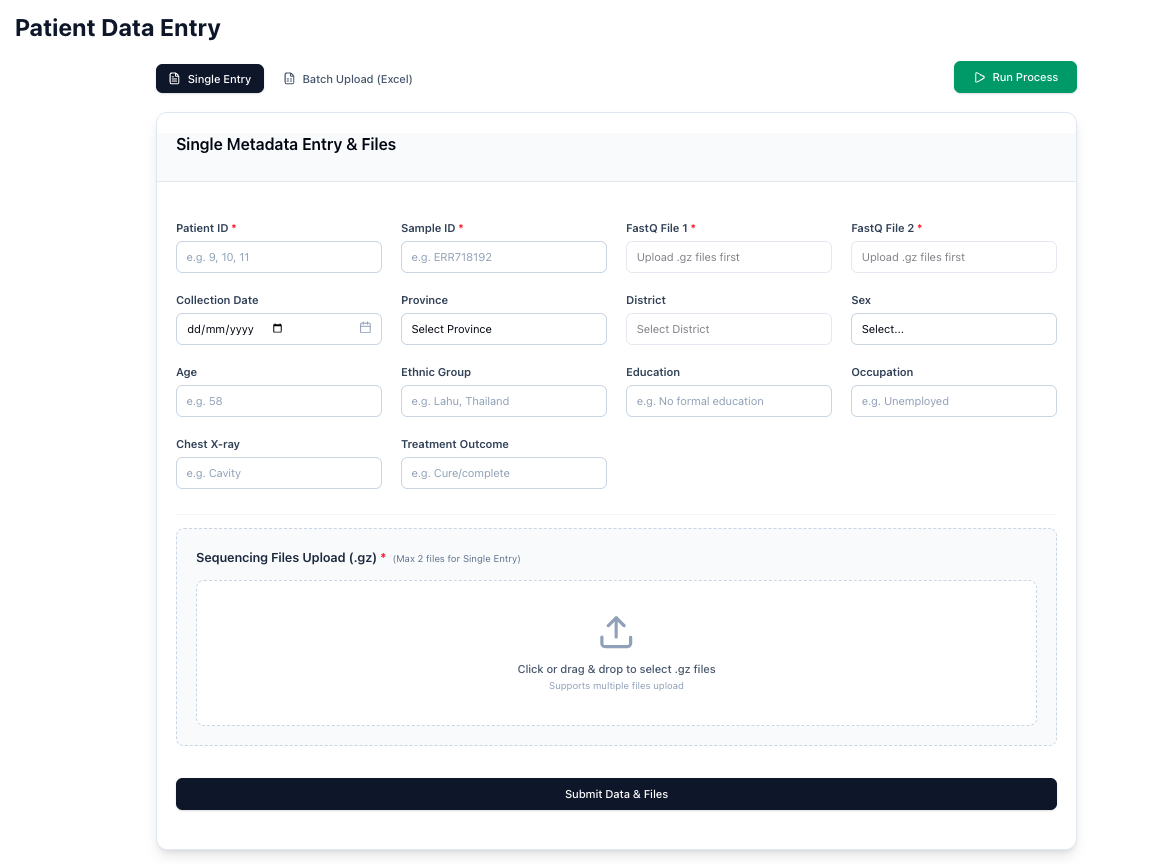 Patient Data Entry
Single Entry
Batch Upload (Excel)
Run Process
Single Metadata Entry & Files
Patient ID *
Sample ID *
FastQ File 1 *
FastQ File 2 *
e.g. 9, 10, 11
e.g. ERR718192
Upload .gz files first
Upload .gz files first
Collection Date
Province
District
Sex
dd/mm/yyyy
Select Province
Select District
Select...
Age
Ethnic Group
Education
Occupation
e.g. 58
e.g. Lahu, Thailand
e.g. No formal education
e.g. Unemployed
Chest X-ray
Treatment Outcome
e.g. Cavity
e.g. Cure/complete
Sequencing Files Upload (.gz) * (Max 2 files for Single Entry)
Click or drag & drop to select .gz files
Supports multiple files upload
Submit Data & Files